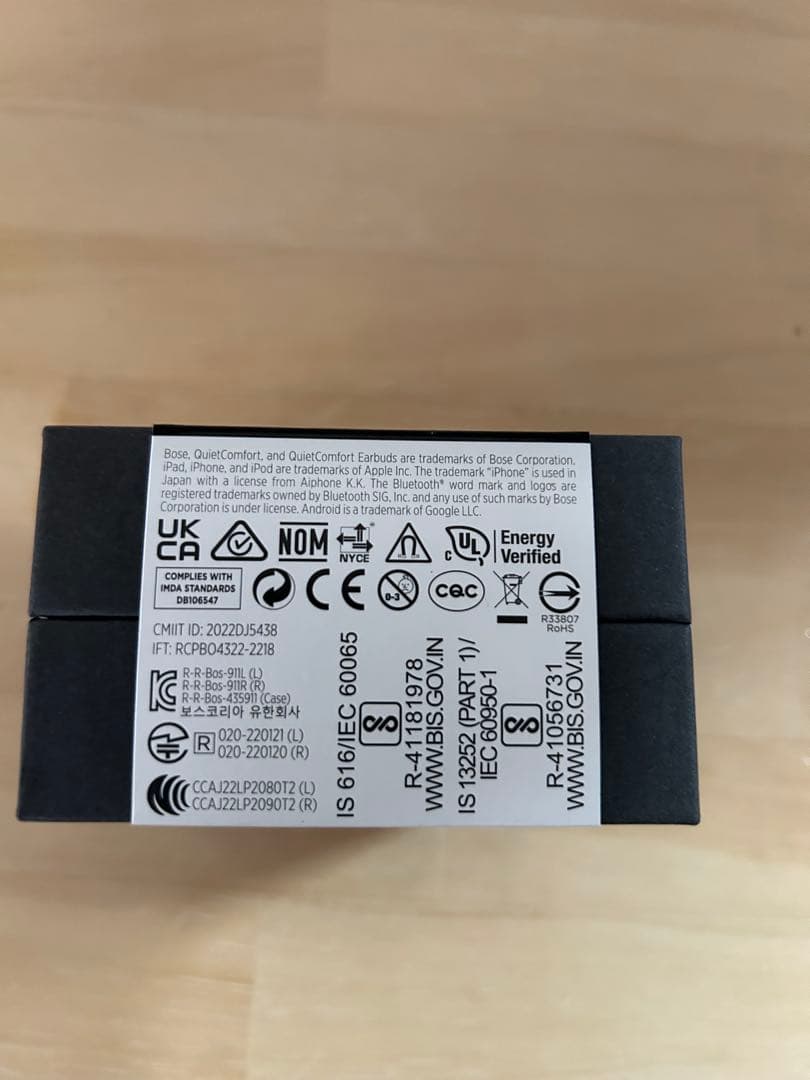 Bose, QuietComfort, and QuietComfort Earbuds are trademarks of Bose Corporation.
iPad, iPhone, and iPod are trademarks of Apple Inc. The trademark "iPhone" is used in
Japan with a license from Aiphone K.K. The Bluetooth® word mark and logos are
registered trademarks owned by Bluetooth SIG, Inc. and any use of such marks by Bose
Corporation is under license. Android is a trademark of Google LLC.
UK
CA
NOM
NYCE
C UL
Energy
Verified
COMPLIES WITH
IMDA STANDARDS
DB106547
CE
0-3
CQC
R33807
RoHS
CMIIT ID: 2022DJ5438
IFT: RCPBO4322-2218
R-R-Bos-911L (L)
R-R-Bos-911R (R)
R-R-Bos-435911 (Case)
보스코리아 유한회사
R
020-220121 (L)
020-220120 (R)
CCAJ22LP2080T2 (L)
CCAJ22LP2090T2 (R)
IS 616/IEC 60065
R-41181978
WWW.BIS.GOV.IN
IS 13252 (PART 1)/
IEC 60950-1
R-41056731
WWW.BIS.GOV.IN